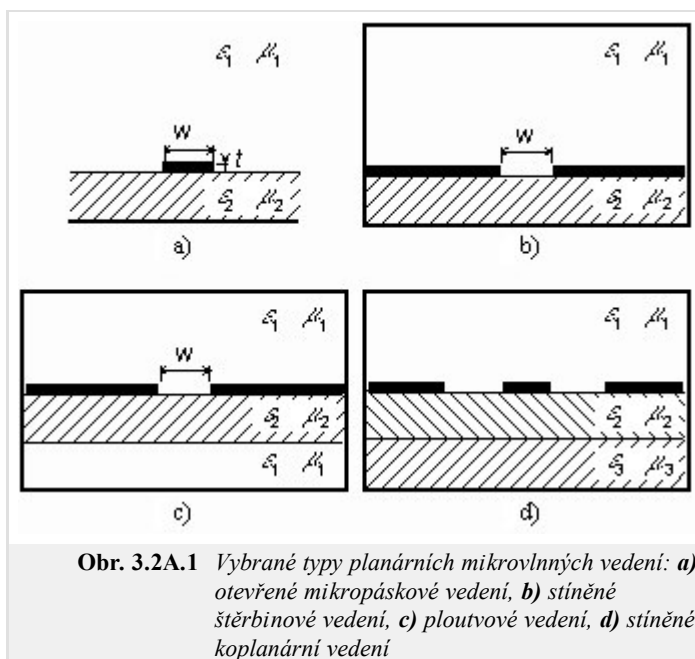 ε₁ μ₁
w
t
ε₂ μ₂
a)
ε₁ μ₁
w
ε₂ μ₂
b)
ε₁ μ₁
w
ε₂ μ₂
ε₁ μ₁
c)
ε₁ μ₁
ε₂ μ₂
ε₃ μ₃
d)
Obr. 3.2A.1 Vybrané typy planárních mikrovlnných vedení: a)
otevřené mikropáskové vedení, b) stíněné
štěrbinové vedení, c) ploutvové vedení, d) stíněné
koplanární vedení